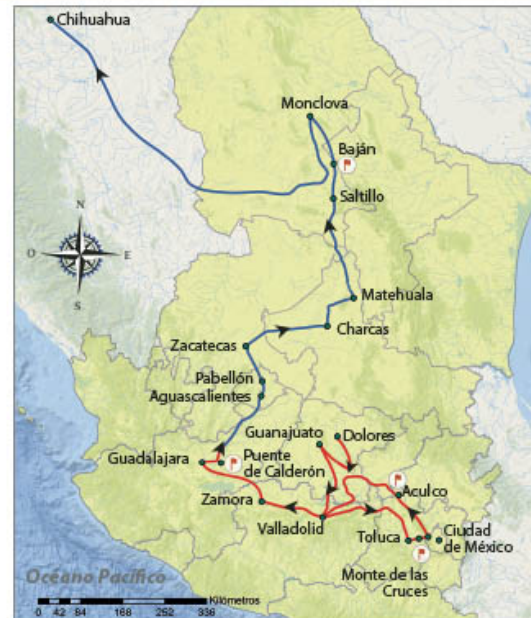 Chihuahua
Monclova
Baján
Saltillo
N
O
E
S
Matehuala
Charcas
Zacatecas
Pabellón
Aguascalientes
Guanajuato
Dolores
Guadalajara
Puente
de Calderón
Aculco
Zamora
Valladolid
Toluca
Ciudad
de México
Monte de las
Cruces
Océano Pacífico
Kilómetros
0 42 84 168 252 336